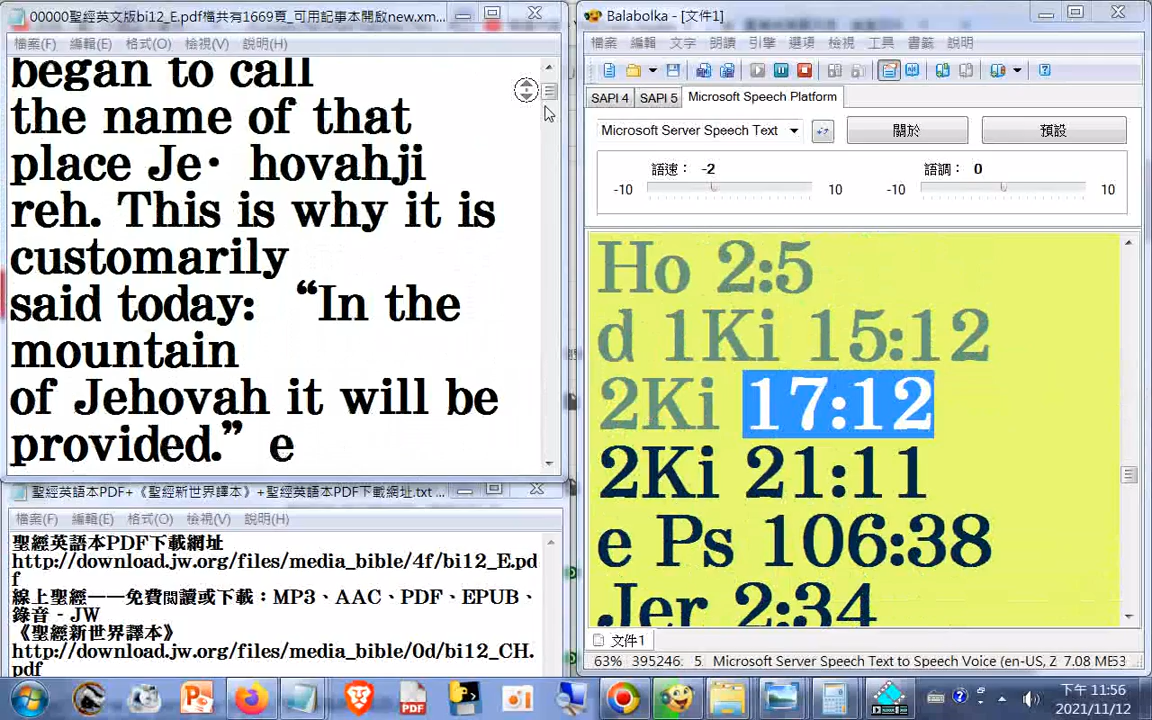 00000聖經英文版bi12_E.pdf檔共有1669頁_可用記事本開啟new.xm...
檔案(F) 編輯(E) 格式(O) 檢視(V) 說明(H)
began to call
the name of that
place Je· hovahji
reh. This is why it is
customarily
said today: “In the
mountain
of Jehovah it will be
provided.” e
聖經英語本PDF+《聖經新世界譯本》+聖經英語本PDF下載網址.txt ...
檔案(F) 編輯(E) 格式(O) 檢視(V) 說明(H)
聖經英語本PDF下載網址
http://download.jw.org/files/media_bible/4f/bi12_E.pd
f
線上聖經——免費閱讀或下載：MP3、AAC、PDF、EPUB、
錄音 - JW
《聖經新世界譯本》
http://download.jw.org/files/media_bible/0d/bi12_CH.
pdf
Balabolka - [文件1]
檔案 編輯 文字 朗讀 引擎 選項 檢視 工具 書籤 說明
SAPI 4 SAPI 5 Microsoft Speech Platform
Microsoft Server Speech Text 關於 預設
語速： -2 語調： 0
-10 10 -10 10
Ho 2:5
d 1Ki 15:12
2Ki 17:12
2Ki 21:11
e Ps 106:38
Jer 2:34
文件1
63% 395246: 5 Microsoft Server Speech Text to Speech Voice (en-US, Z 7.08 ME53
下午 11:56
2021/11/12